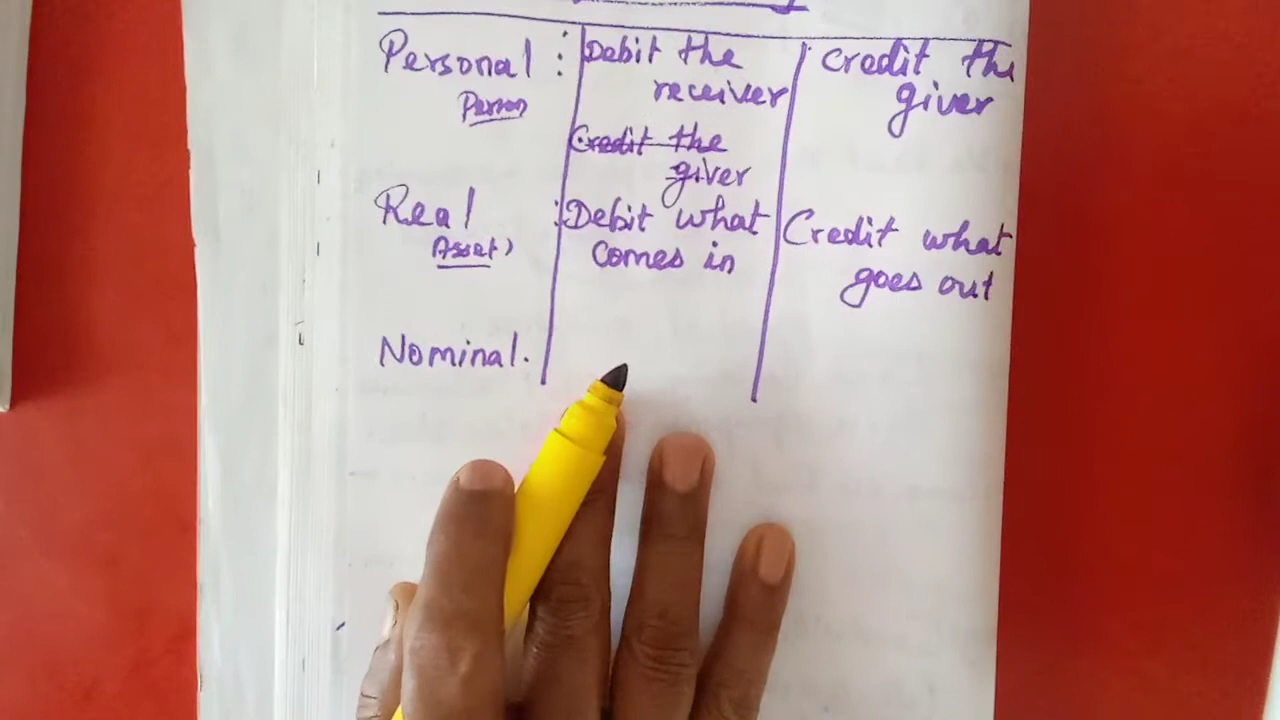 Personal : Debit the Credit the
Person receiver giver
Credit the
giver
Real : Debit what Credit what
Asset) comes in goes out
Nominal.